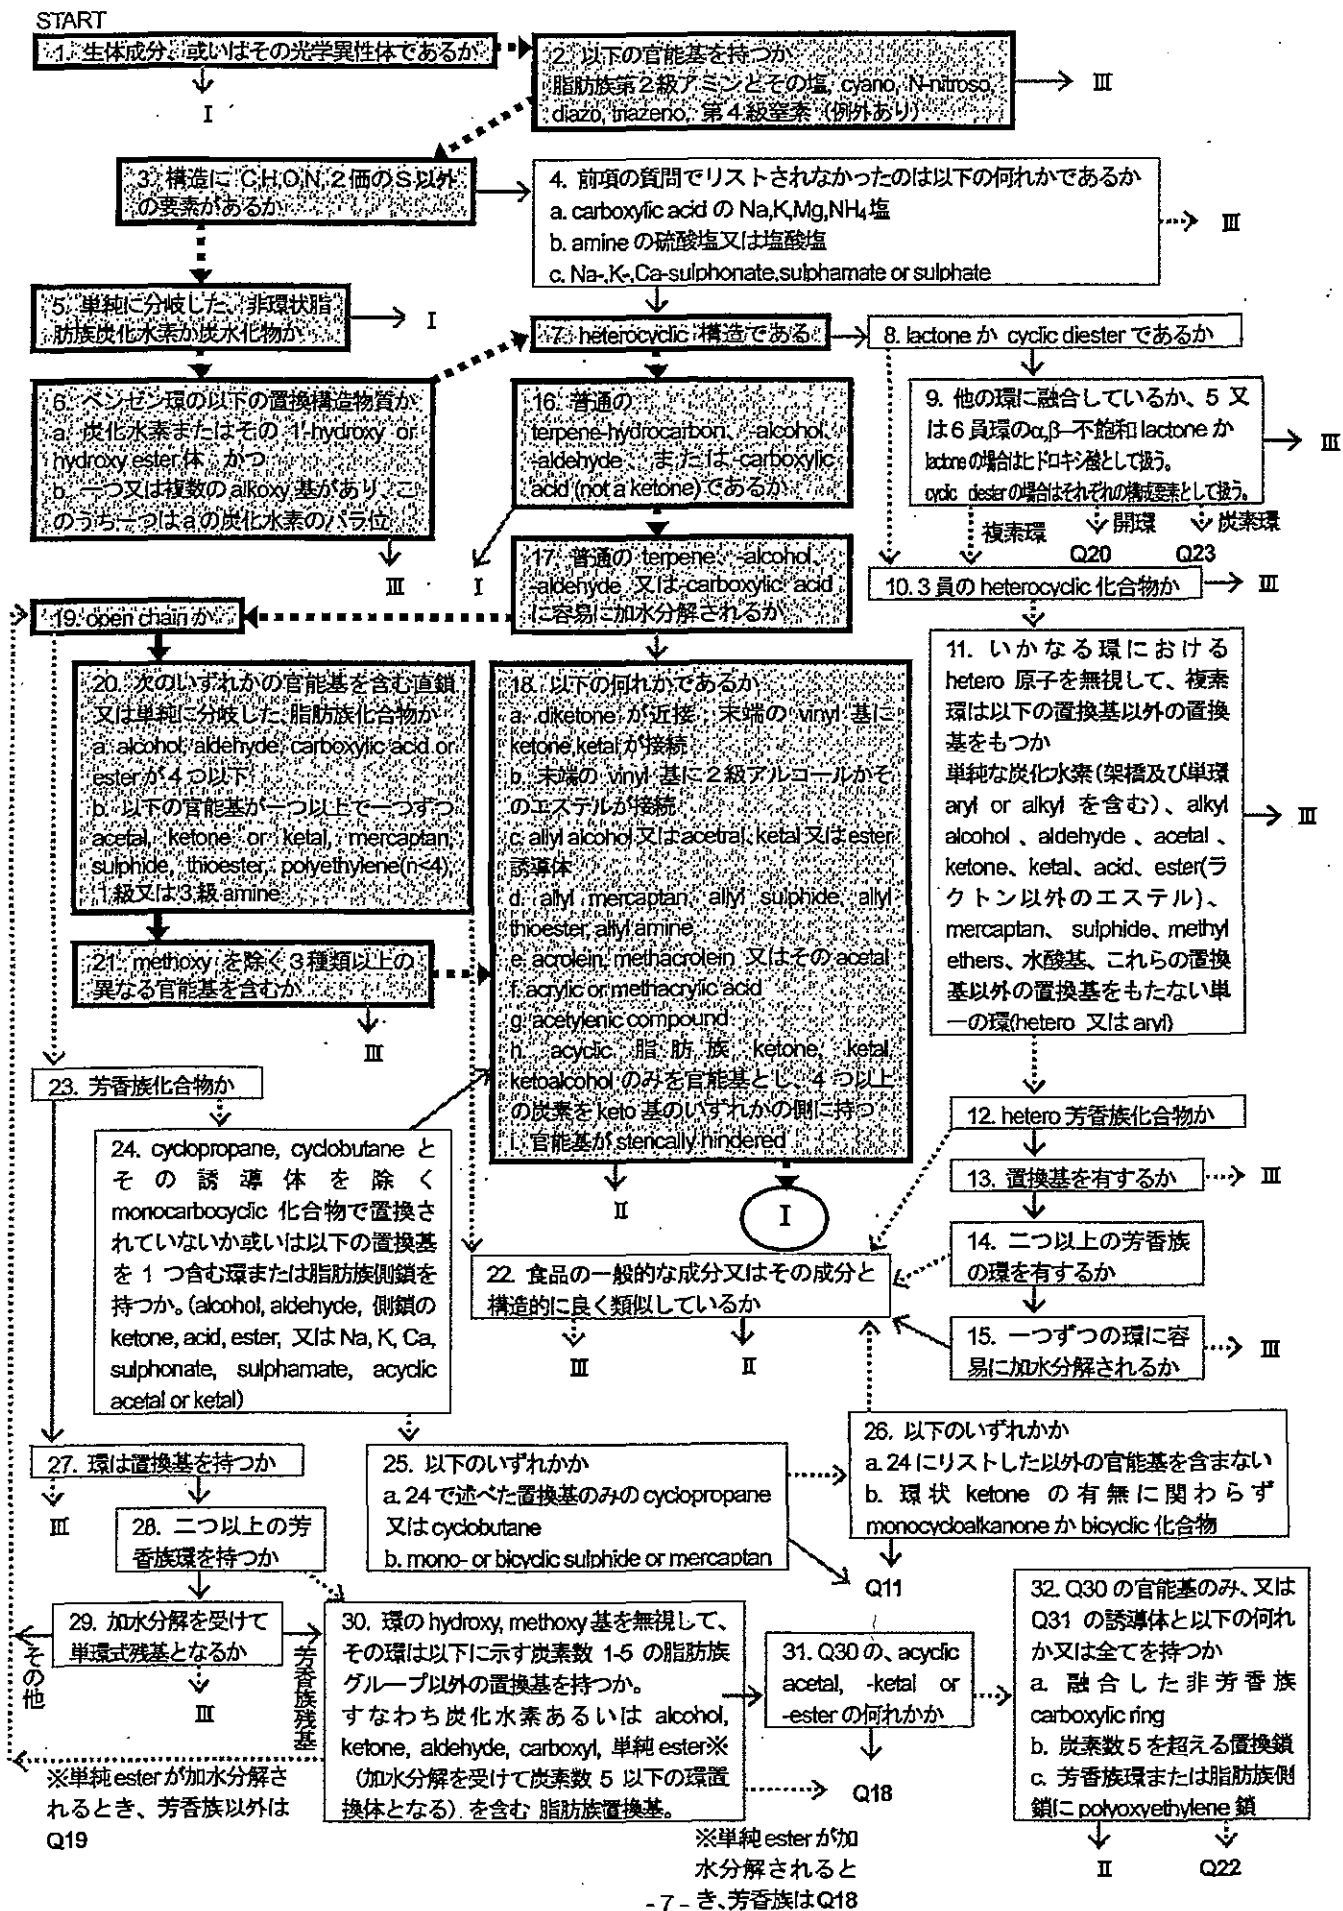 START
1. 生体成分、或いはその光学異性体であるか
I
2. 以下の官能基を持つか
脂肪族第2級アミンとその塩, cyano, N-nitroso,
diazo, triazeno, 第4級窒素 (例外あり)
III
3. 構造に C,H,O,N, 2価のS以外
の要素があるか
4. 前項の質問でリストされなかったのは以下の何れかであるか
a. carboxylic acid の Na,K,Mg,NH4塩
b. amine の硫酸塩又は塩酸塩
c. Na-,K-,Ca-sulphonate,sulphamate or sulphate
III
5. 単純に分岐した、非環状脂
肪族炭化水素か炭水化物か
I
7. heterocyclic 構造である
8. lactone か cyclic diester であるか
6. ベンゼン環の以下の置換構造物質か
a. 炭化水素またはその 1'-hydroxy or
hydroxy ester体 かつ
b. 一つ又は複数の alkoxy 基があり、こ
のうち一つは a の炭化水素のパラ位
III
16. 普通の
terpene-hydrocarbon、-alcohol、
-aldehyde、または-carboxylic
acid (not a ketone)であるか
I
9. 他の環に融合しているか、5 又
は6員環のα,β-不飽和 lactone か
lactoneの場合はヒドロキシ酸として扱う。
cyclic diesterの場合はそれぞれの構成要素として扱う。
III
複素環
開環
炭素環
Q20
Q23
17. 普通の terpene, -alcohol,
-aldehyde 又は-carboxylic acid
に容易に加水分解されるか
10. 3員の heterocyclic 化合物か
III
19. open chain か
20. 次のいずれかの官能基を含む直鎖
又は単純に分岐した、脂肪族化合物か
a. alcohol, aldehyde, carboxylic acid or
ester が4つ以下
b. 以下の官能基が一つ以上で一つずつ
acetal, ketone or ketal, mercaptan,
sulphide, thioester, polyethylene(n<4),
1級又は3級 amine
18. 以下の何れかであるか
a. diketone が近接 ; 末端の vinyl 基に
ketone,ketal が接続
b. 末端の vinyl 基に2級アルコールかそ
のエステルが接続
c. allyl alcohol 又は acetral, ketal 又は ester
誘導体
d. allyl mercaptan, allyl sulphide, allyl
thioester, allyl amine
e. acrolein, methacrolein 又はその acetal
f. acrylic or methacrylic acid
g. acetylenic compound
h. acyclic 脂肪族 ketone, ketal,
ketoalcohol のみを官能基とし、4つ以上
の炭素を keto 基のいずれかの側に持つ
i. 官能基が sterically hindered
II
I
11. いかなる環における
hetero 原子を無視して、複素
環は以下の置換基以外の置換
基をもつか
単純な炭化水素(架橋及び単環
aryl or alkyl を含む)、alkyl
alcohol 、aldehyde 、acetal 、
ketone、ketal、acid、ester(ラ
クトン以外のエステル)、
mercaptan、 sulphide、methyl
ethers、水酸基、これらの置換
基以外の置換基をもたない単
一の環(hetero 又は aryl)
III
21. methoxy を除く3種類以上の
異なる官能基を含むか
III
23. 芳香族化合物か
12. hetero 芳香族化合物か
24. cyclopropane, cyclobutane と
その誘導体を除く
monocarbocyclic 化合物で置換さ
れていないか或いは以下の置換基
を1つ含む環または脂肪族側鎖を
持つか。(alcohol, aldehyde, 側鎖の
ketone, acid, ester, 又は Na, K, Ca,
sulphonate, sulphamate, acyclic
acetal or ketal)
13. 置換基を有するか
III
14. 二つ以上の芳香族
の環を有するか
22. 食品の一般的な成分又はその成分と
構造的に良く類似しているか
III
II
15. 一つずつの環に容
易に加水分解されるか
III
27. 環は置換基を持つか
III
25. 以下のいずれかか
a. 24で述べた置換基のみの cyclopropane
又は cyclobutane
b. mono- or bicyclic sulphide or mercaptan
26. 以下のいずれかか
a. 24にリストした以外の官能基を含まない
b. 環状 ketone の有無に関わらず
monocycloalkanone か bicyclic 化合物
Q11
28. 二つ以上の芳
香族環を持つか
29. 加水分解を受けて
単環式残基となるか
その他
III
芳香族残基
30. 環の hydroxy, methoxy 基を無視して、
その環は以下に示す炭素数 1-5 の脂肪族
グループ以外の置換基を持つか。
すなわち炭化水素あるいは alcohol,
ketone, aldehyde, carboxyl, 単純 ester※
(加水分解を受けて炭素数 5 以下の環置
換体となる) を含む 脂肪族置換基。
31. Q30 の、acyclic
acetal, -ketal or
-ester の何れかか
Q18
32. Q30 の官能基のみ、又は
Q31 の誘導体と以下の何れ
か又は全てを持つか
a. 融合した非芳香族
carboxylic ring
b. 炭素数5を超える置換鎖
c. 芳香族環または脂肪族側
鎖に polyoxyethylene 鎖
II
Q22
※単純 ester が加水分解さ
れるとき、芳香族以外は
Q19
※単純 ester が加
水分解されると
き、芳香族は Q18
- 7 -